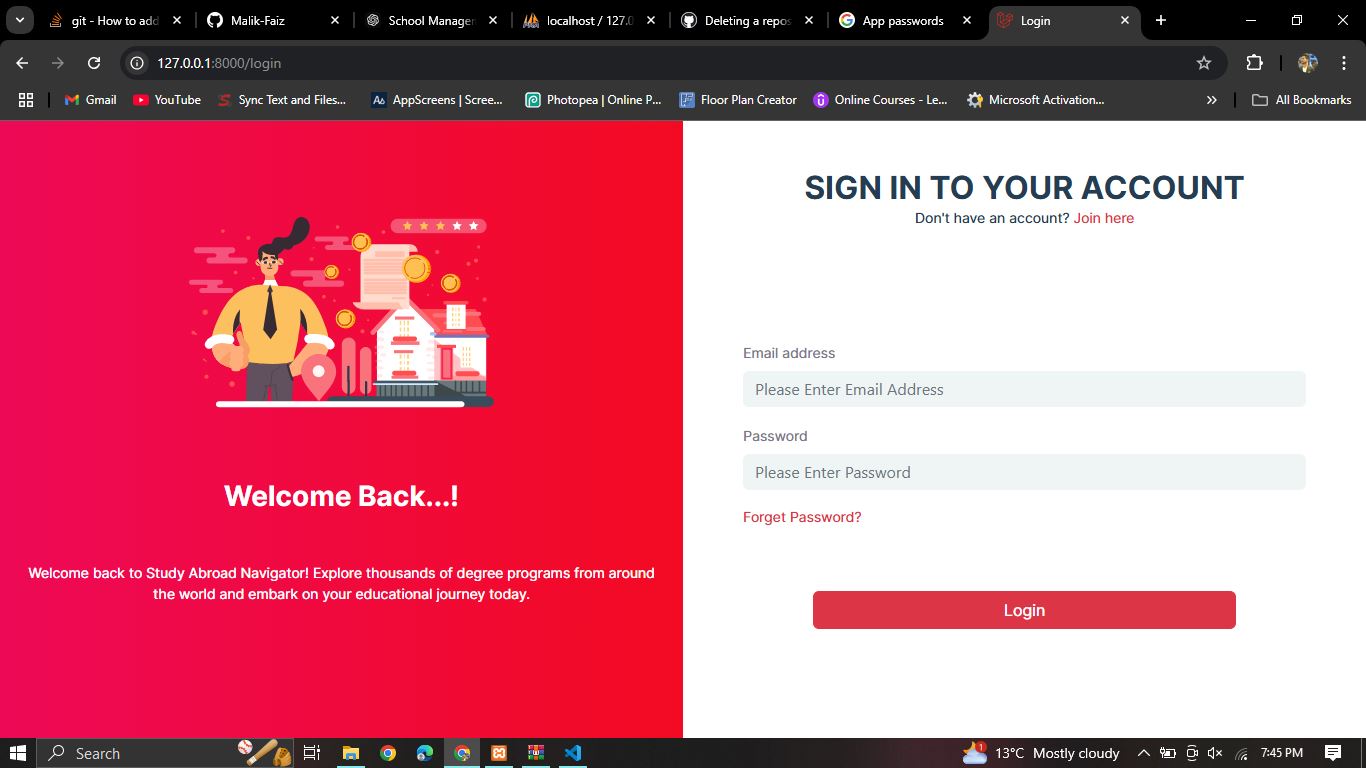 git - How to add
Malik-Faiz
School Manager
localhost / 127.0
Deleting a repos
App passwords
Login
127.0.0.1:8000/login
Gmail
YouTube
Sync Text and Files...
AppScreens | Scree...
Photopea | Online P...
Floor Plan Creator
Online Courses - Le...
Microsoft Activation...
All Bookmarks
Welcome Back...!
Welcome back to Study Abroad Navigator! Explore thousands of degree programs from around
the world and embark on your educational journey today.
SIGN IN TO YOUR ACCOUNT
Don't have an account? Join here
Email address
Please Enter Email Address
Password
Please Enter Password
Forget Password?
Login
Search
13°C Mostly cloudy
7:45 PM